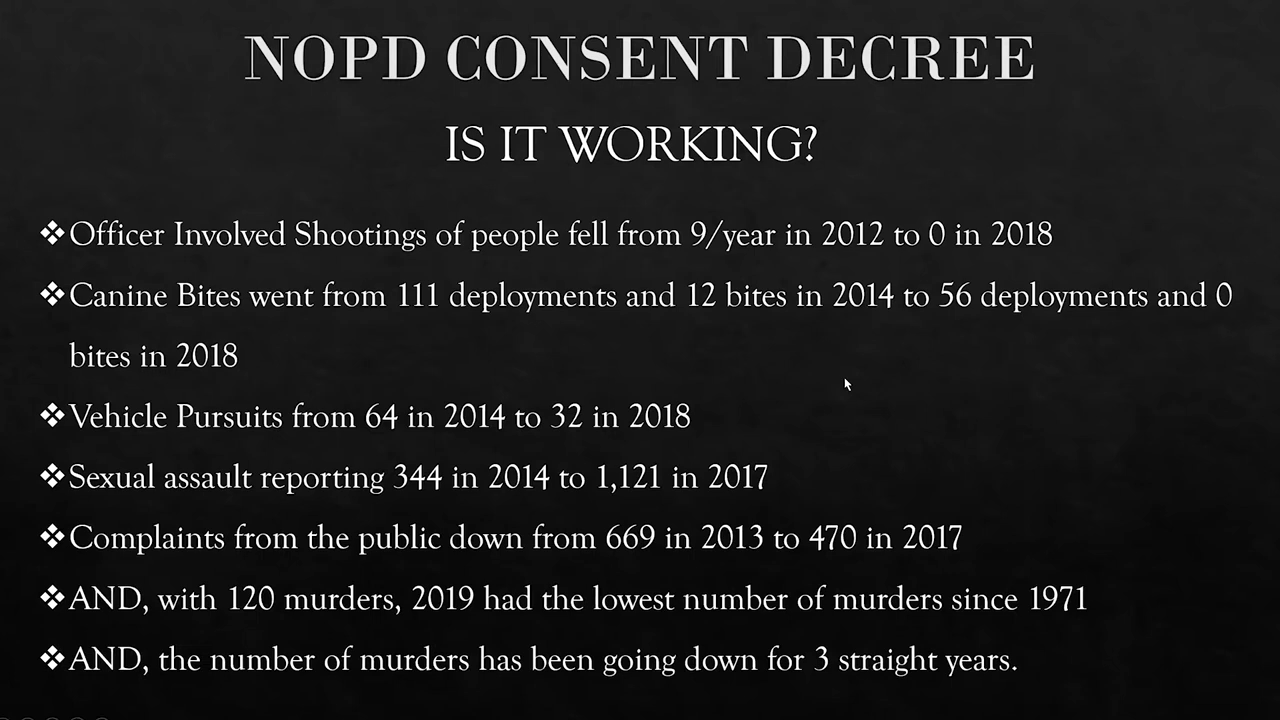 NOPD CONSENT DECREE
IS IT WORKING?
❖Officer Involved Shootings of people fell from 9/year in 2012 to 0 in 2018
❖Canine Bites went from 111 deployments and 12 bites in 2014 to 56 deployments and 0
bites in 2018
❖Vehicle Pursuits from 64 in 2014 to 32 in 2018
❖Sexual assault reporting 344 in 2014 to 1,121 in 2017
❖Complaints from the public down from 669 in 2013 to 470 in 2017
❖AND, with 120 murders, 2019 had the lowest number of murders since 1971
❖AND, the number of murders has been going down for 3 straight years.